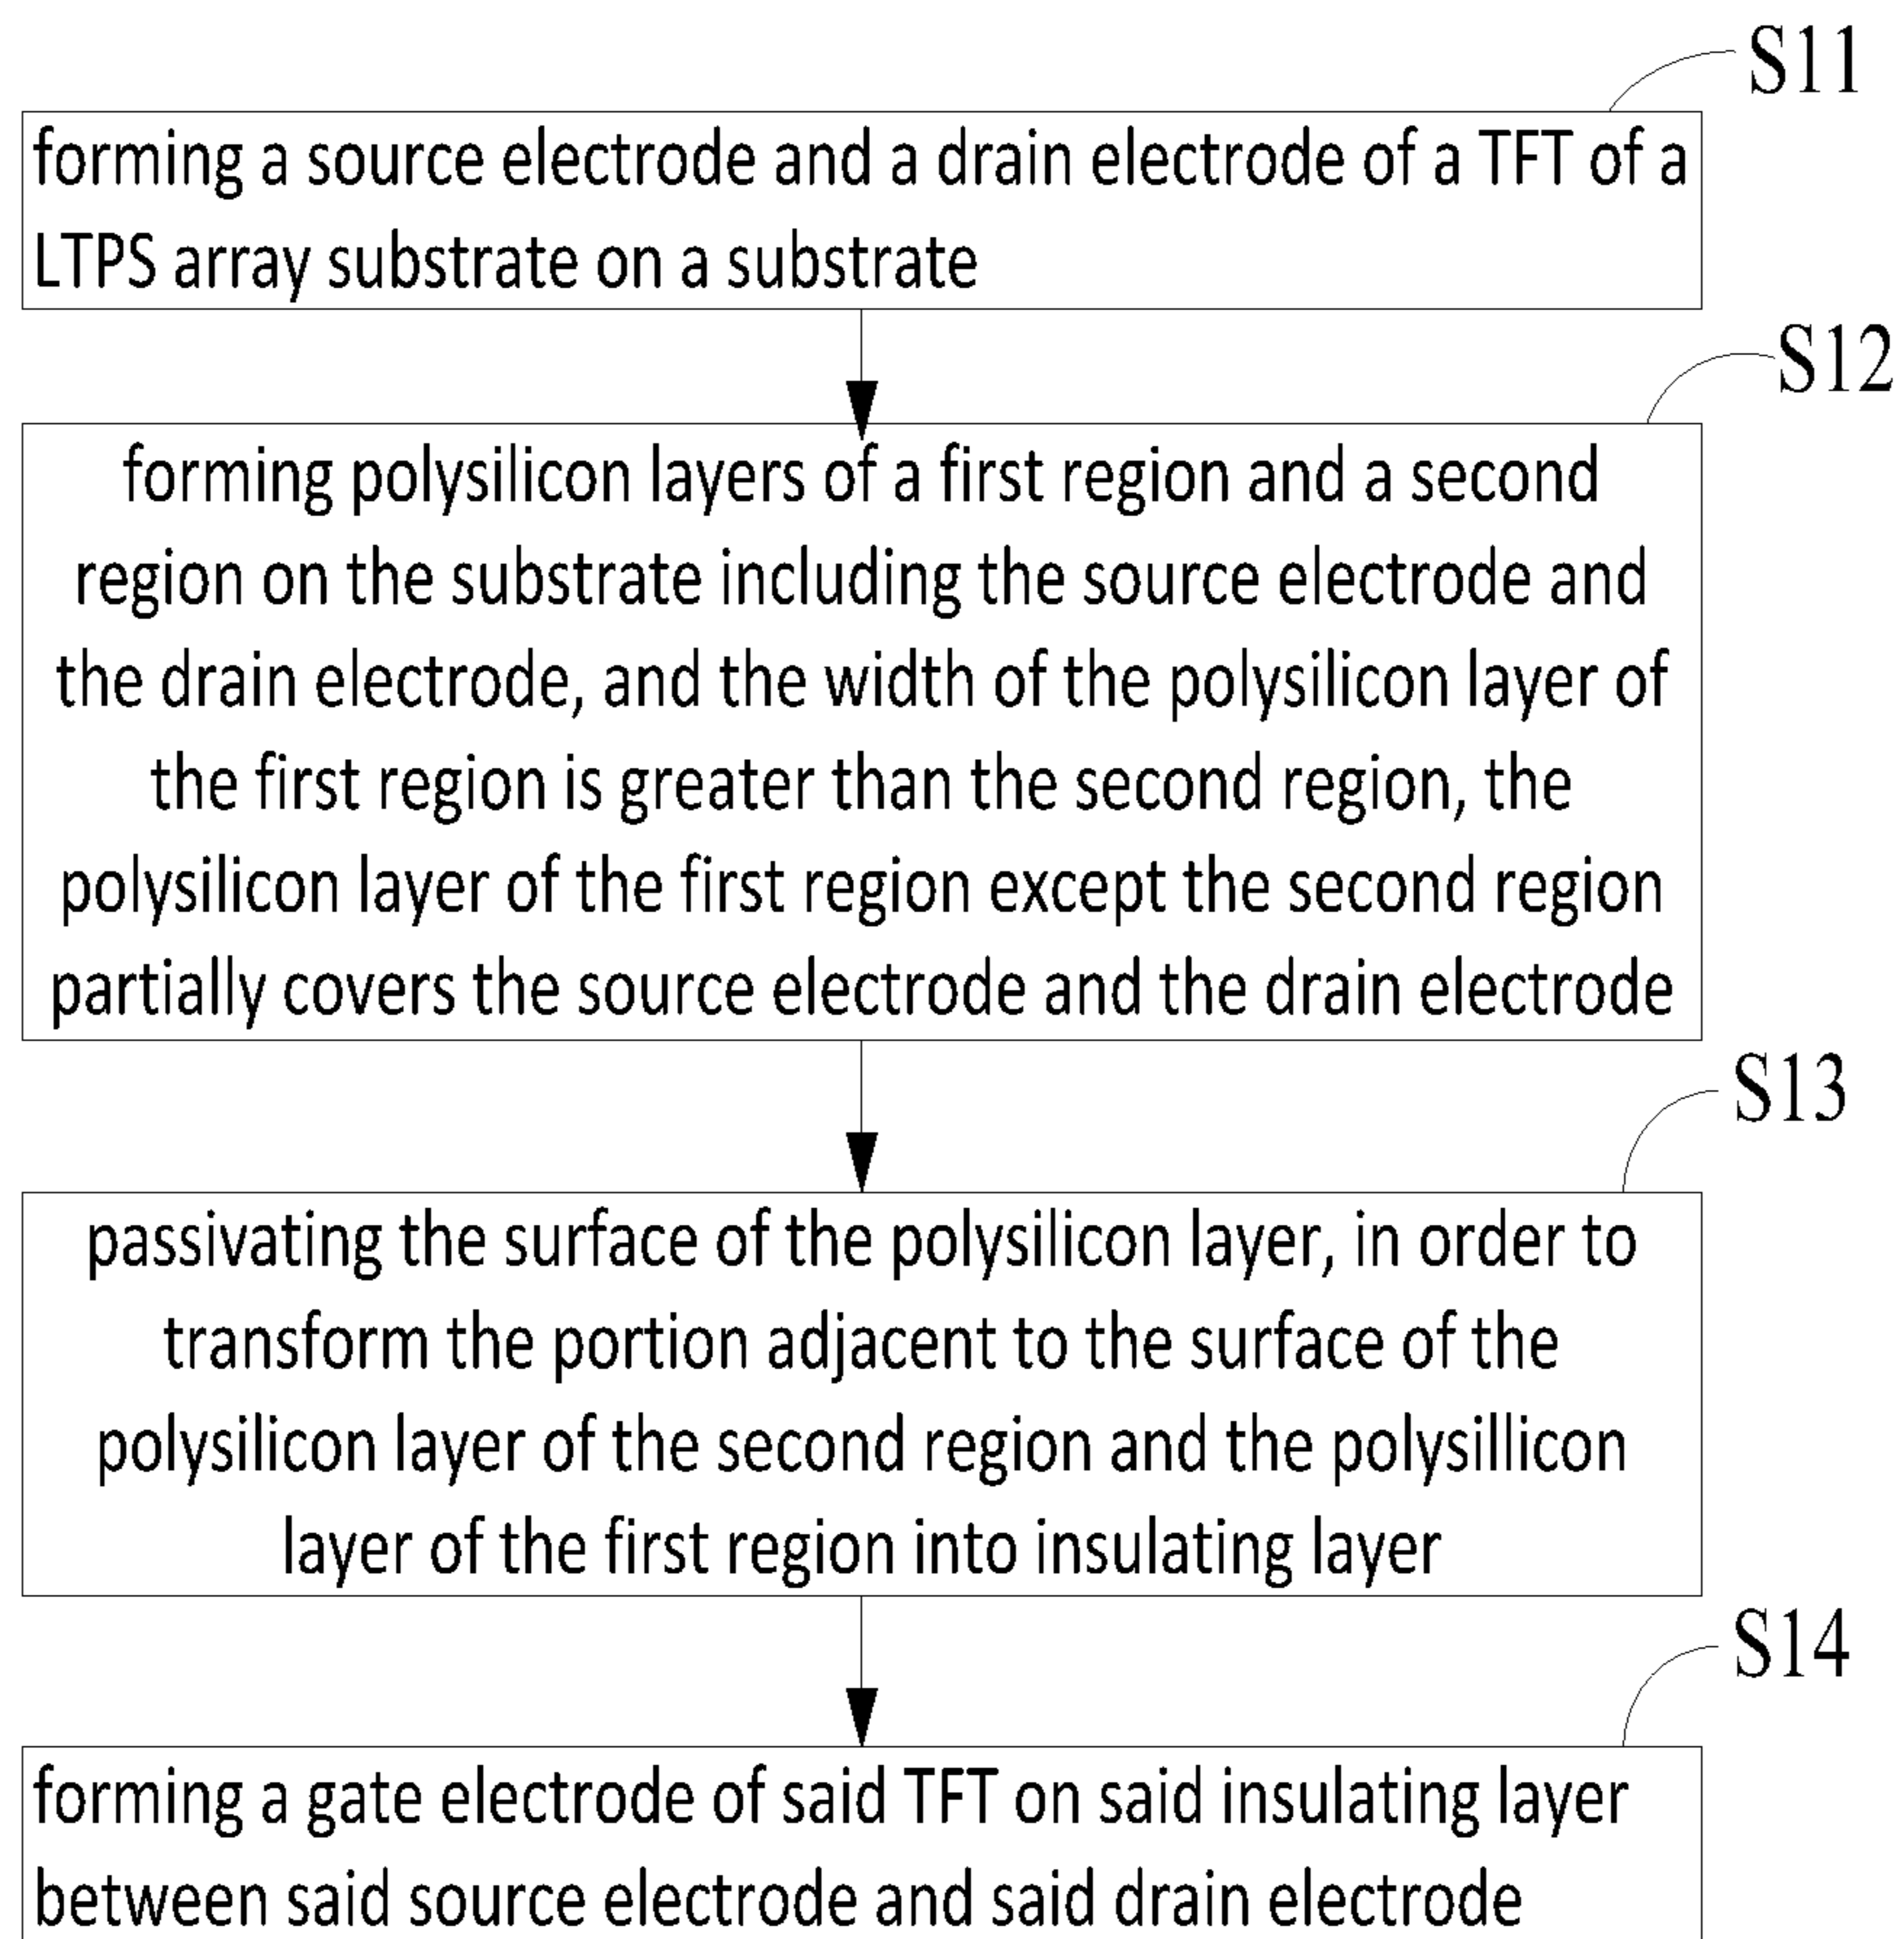 S11
forming a source electrode and a drain electrode of a TFT of a
LTPS array substrate on a substrate
S12
forming polysilicon layers of a first region and a second
region on the substrate including the source electrode and
the drain electrode, and the width of the polysilicon layer of
the first region is greater than the second region, the
polysilicon layer of the first region except the second region
partially covers the source electrode and the drain electrode
S13
passivating the surface of the polysilicon layer, in order to
transform the portion adjacent to the surface of the
polysilicon layer of the second region and the polysillicon
layer of the first region into insulating layer
S14
forming a gate electrode of said TFT on said insulating layer
between said source electrode and said drain electrode